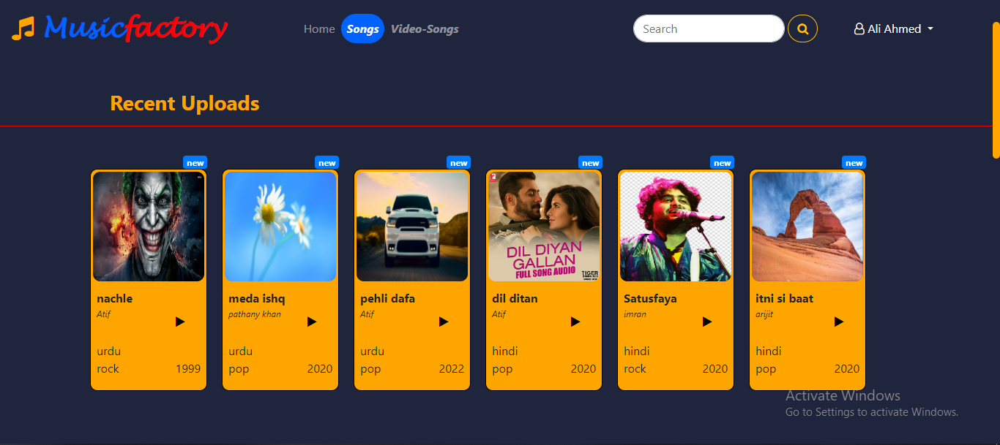 Musicfactory
Home Songs Video-Songs
Search
Ali Ahmed
Recent Uploads
new new new new new new
DIL DIYAN
GALLAN
FULL SONG AUDIO
TIGER
nachle meda ishq pehli dafa dil ditan Satusfaya itni si baat
Atif pathany khan Atif Atif imran arijit
urdu urdu urdu hindi hindi hindi
rock 1999 pop 2020 pop 2022 pop 2020 rock 2020 pop 2020
Activate Windows
Go to Settings to activate Windows.